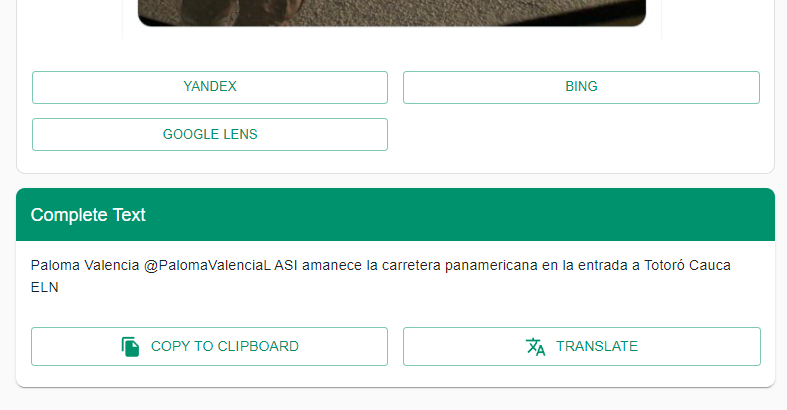 YANDEX
BING
GOOGLE LENS
Complete Text
Paloma Valencia @PalomaValenciaL ASI amanece la carretera panamericana en la entrada a Totoró Cauca
ELN
COPY TO CLIPBOARD
TRANSLATE